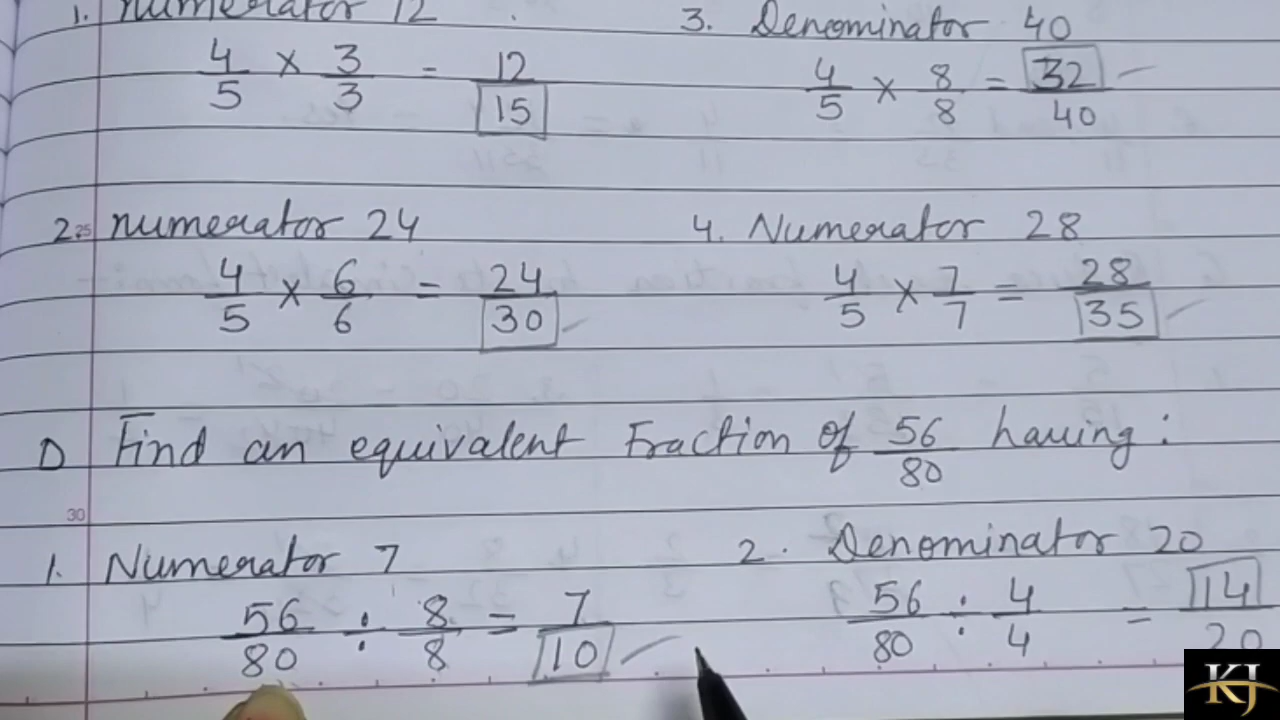 1. Numerator 12
4/5 × 3/3 = 12/15
2. numerator 24
4/5 × 6/6 = 24/30
3. Denominator 40
4/5 × 8/8 = 32/40
4. Numerator 28
4/5 × 7/7 = 28/35
25
D Find an equivalent Fraction of 56/80 having:
30
1. Numerator 7
56/80 ÷ 8/8 = 7/10
2. Denominator 20
56/80 ÷ 4/4 = 14/20
KJ